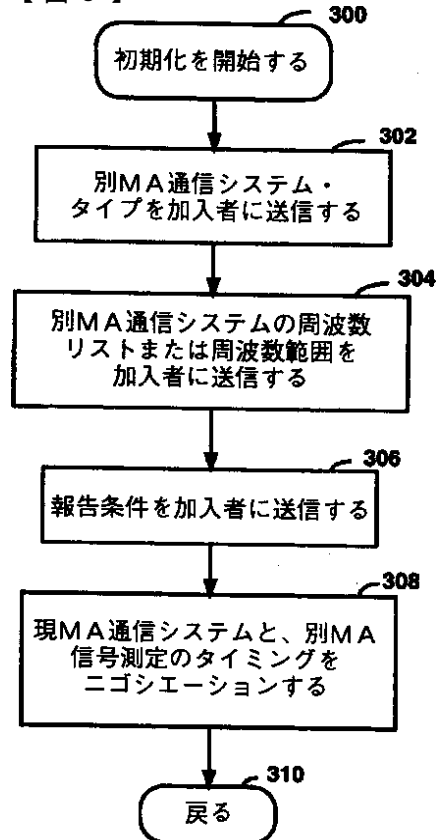 300
初期化を開始する
302
別MA通信システム・
タイプを加入者に送信する
304
別MA通信システムの周波数
リストまたは周波数範囲を
加入者に送信する
306
報告条件を加入者に送信する
308
現MA通信システムと、別MA
信号測定のタイミングを
ニゴシエーションする
310
戻る